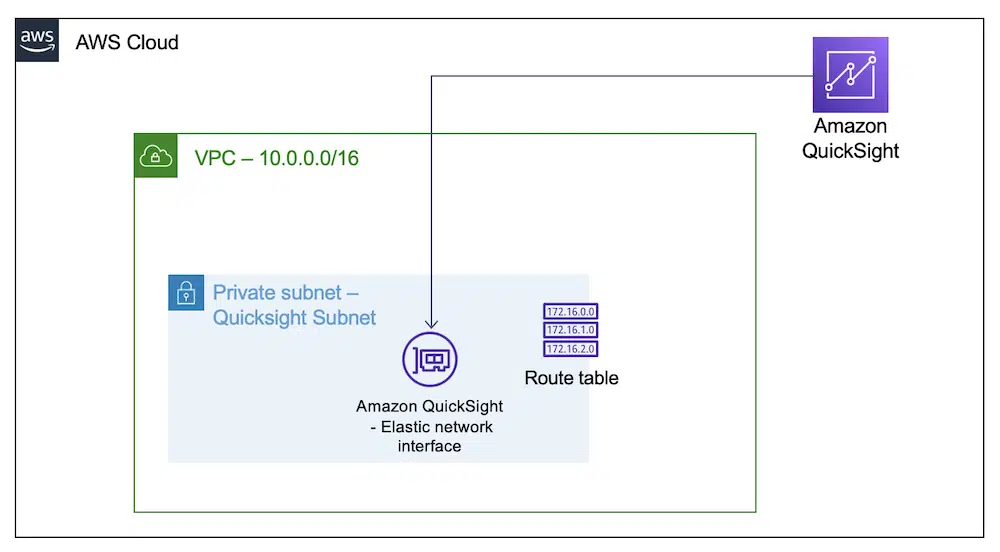 aws
AWS Cloud
Amazon
QuickSight
VPC – 10.0.0.0/16
Private subnet –
Quicksight Subnet
172.16.0.0
172.16.1.0
172.16.2.0
Route table
Amazon QuickSight
- Elastic network
interface